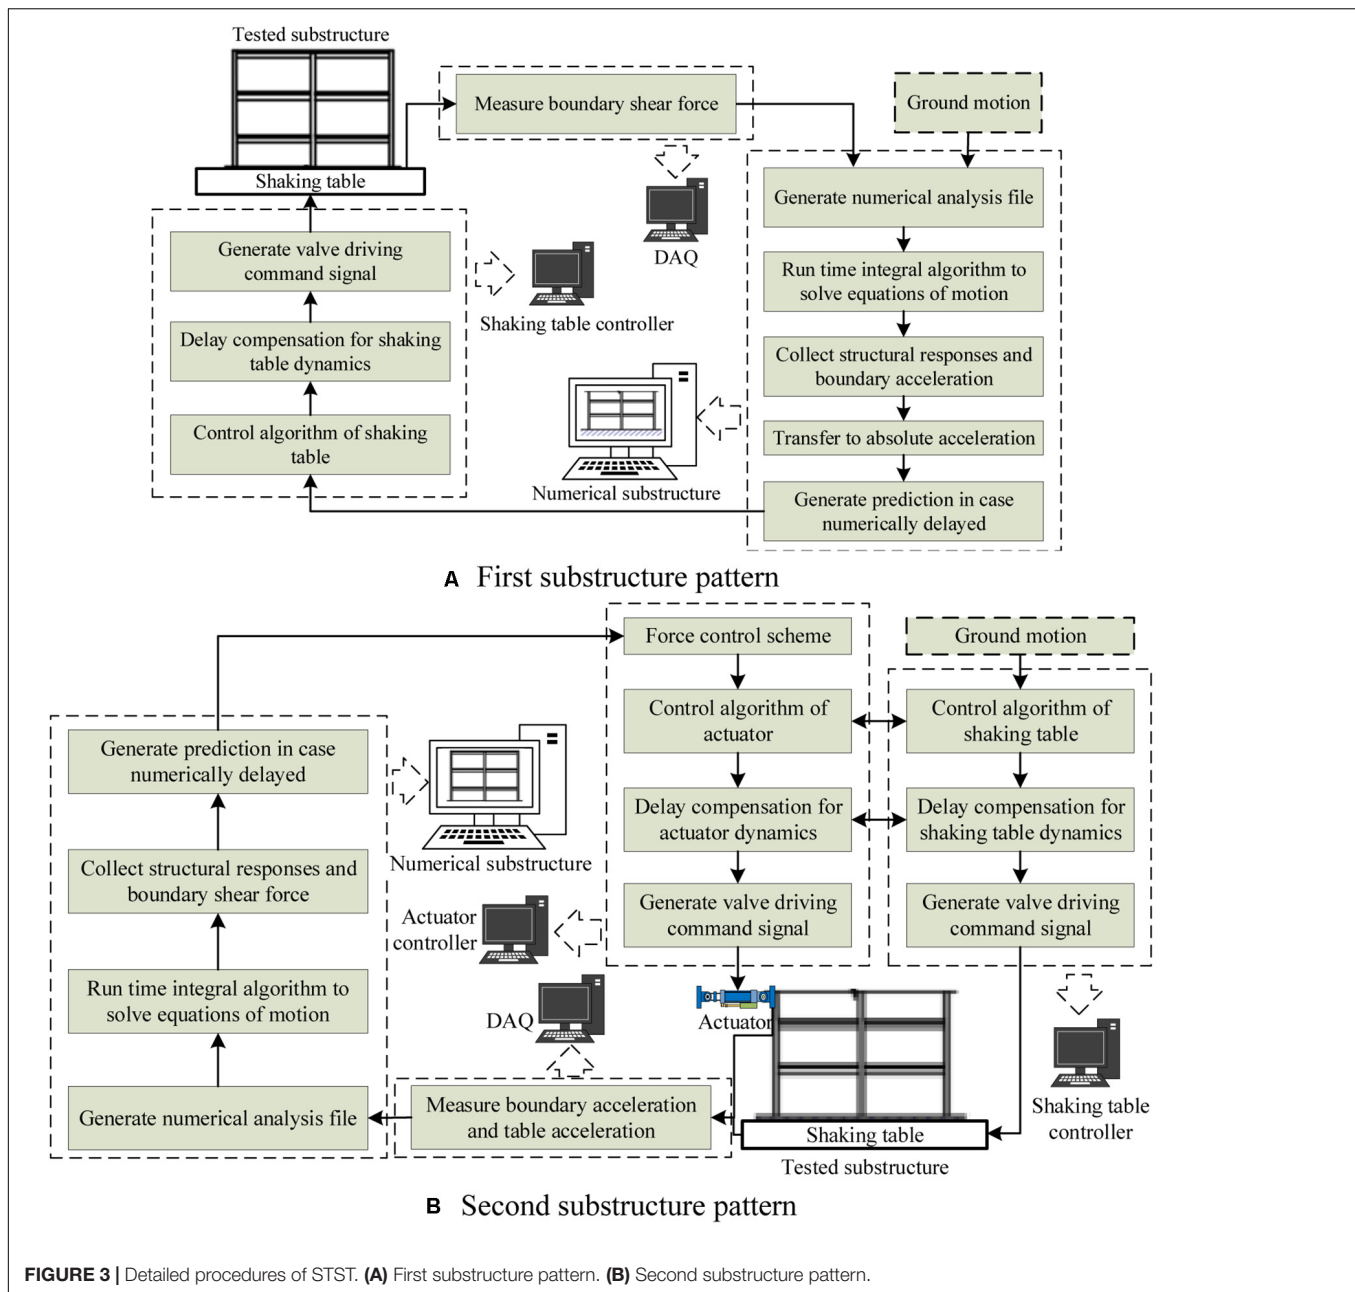 Tested substructure
Shaking table
Measure boundary shear force
Ground motion
DAQ
Generate numerical analysis file
Run time integral algorithm to
solve equations of motion
Collect structural responses and
boundary acceleration
Transfer to absolute acceleration
Generate prediction in case
numerically delayed
Generate valve driving
command signal
Delay compensation for shaking
table dynamics
Control algorithm of shaking
table
Shaking table controller
Numerical substructure
A First substructure pattern
Force control scheme
Control algorithm of
actuator
Delay compensation for
actuator dynamics
Generate valve driving
command signal
Ground motion
Control algorithm of
shaking table
Delay compensation for
shaking table dynamics
Generate valve driving
command signal
Generate prediction in case
numerically delayed
Collect structural responses and
boundary shear force
Run time integral algorithm to
solve equations of motion
Generate numerical analysis file
Numerical substructure
Actuator
controller
DAQ
Actuator
Measure boundary acceleration
and table acceleration
Shaking table
Tested substructure
Shaking table
controller
B Second substructure pattern
FIGURE 3 | Detailed procedures of STST. (A) First substructure pattern. (B) Second substructure pattern.